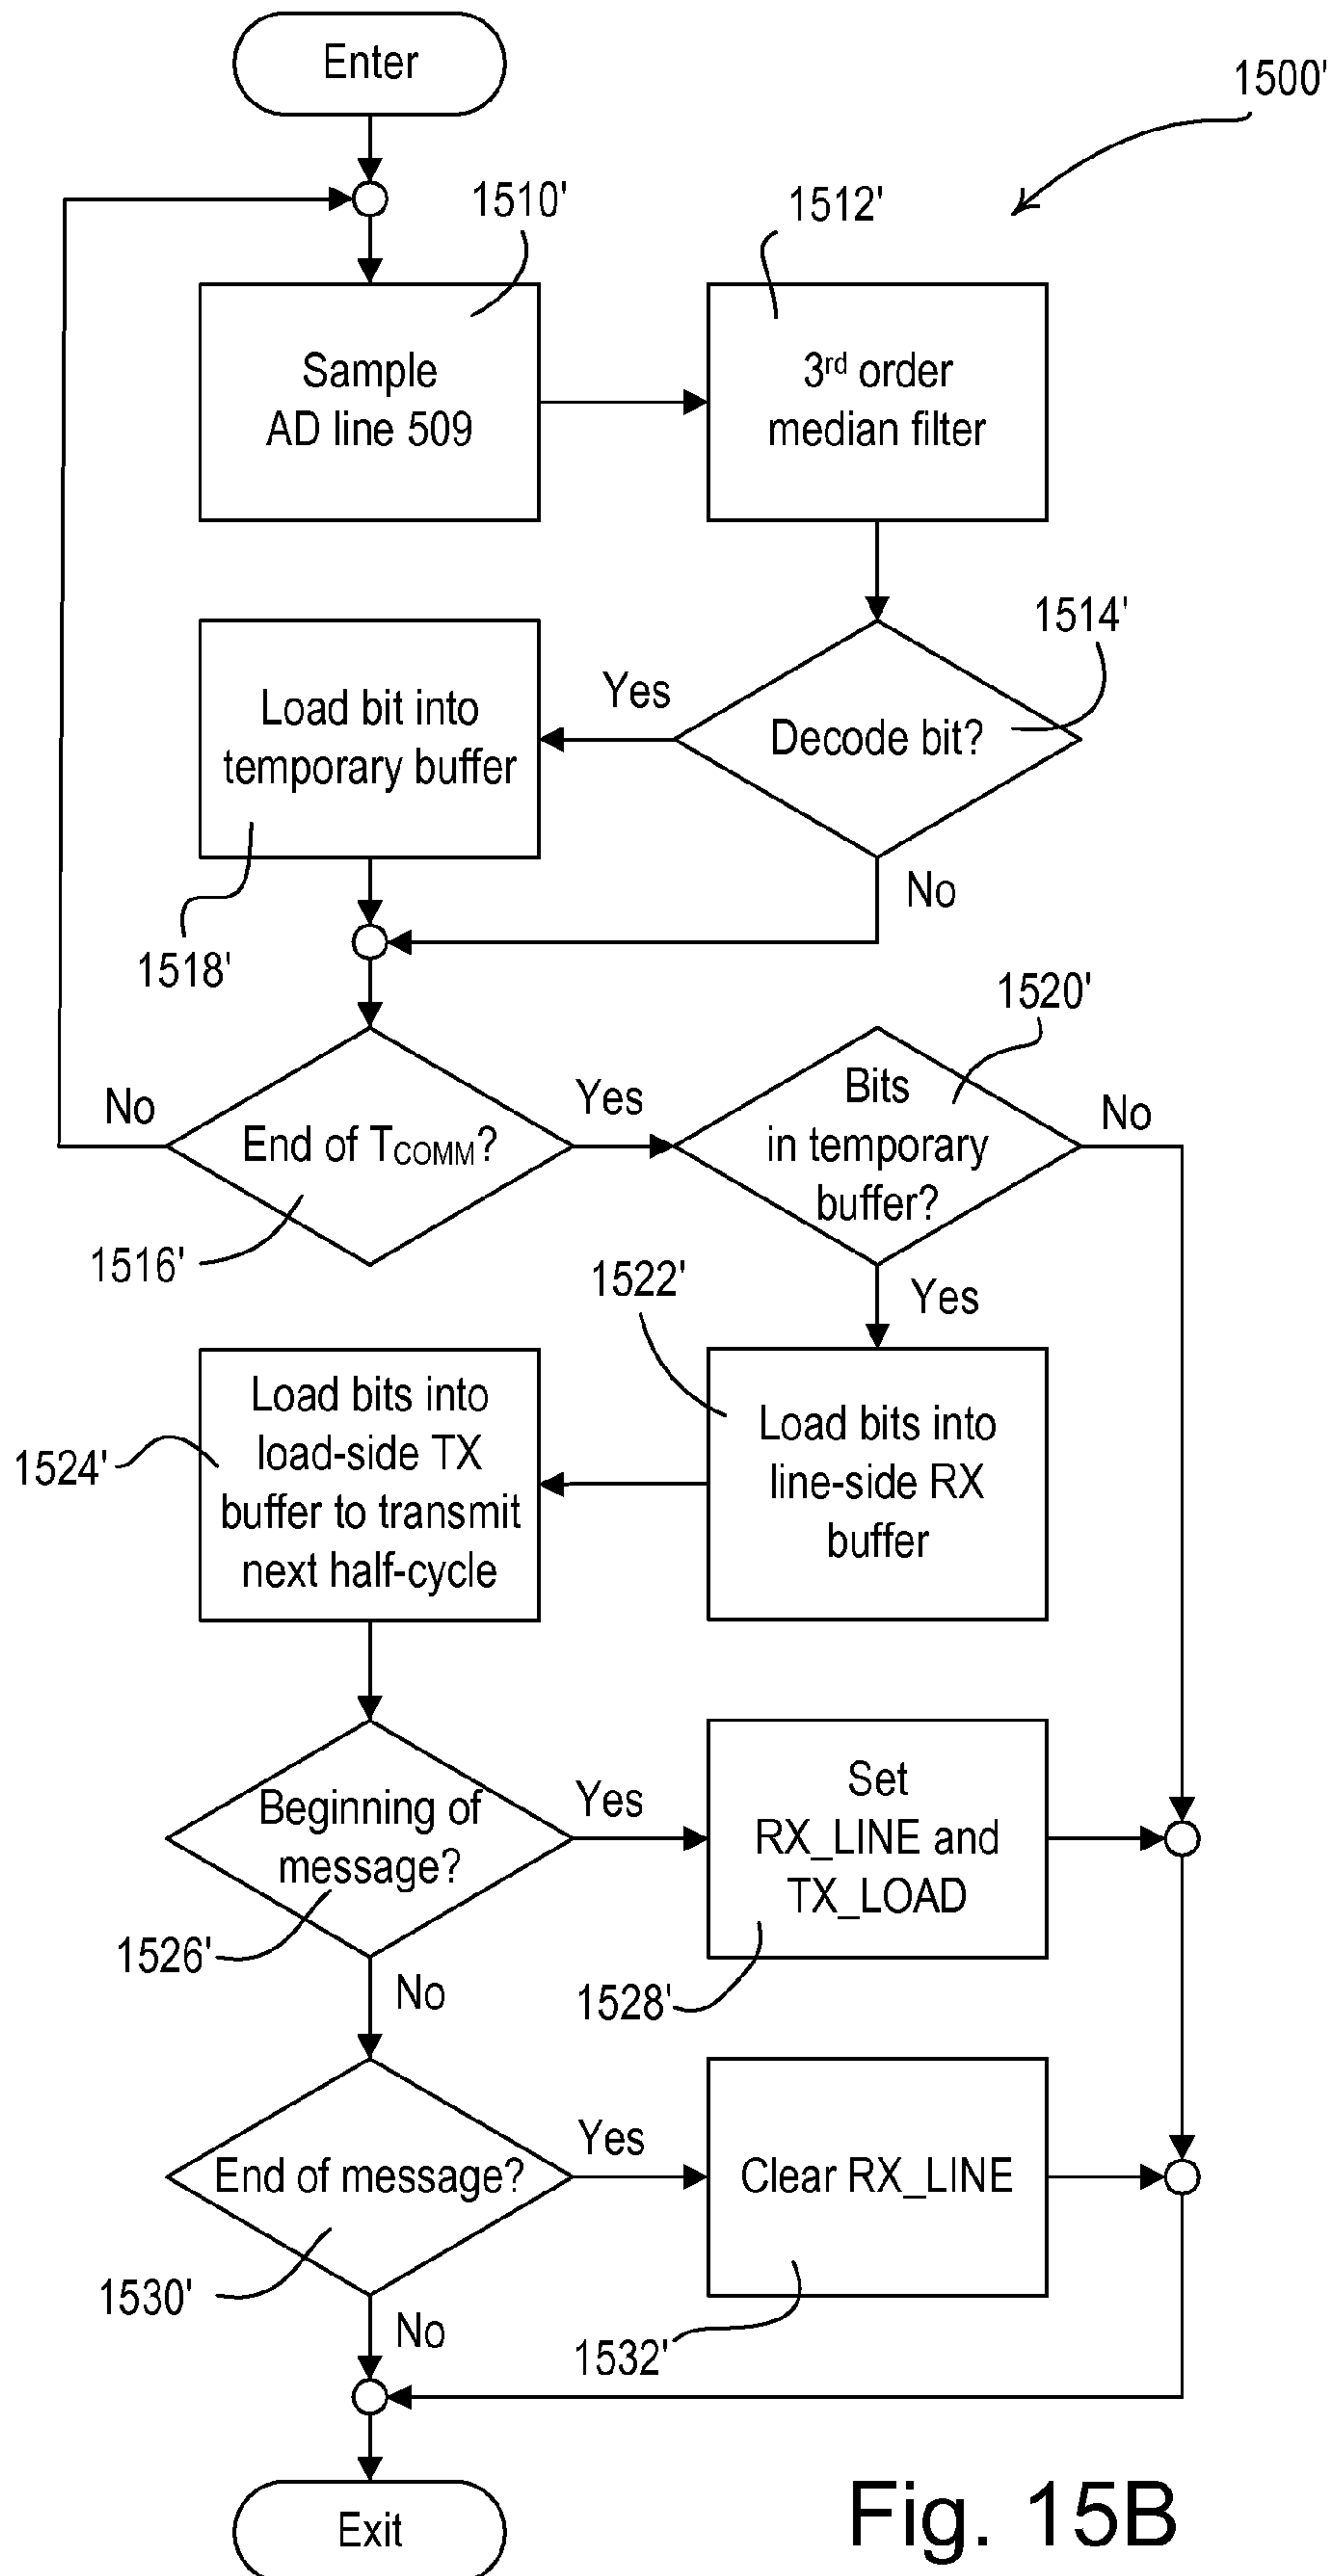 Enter
1500'
1510'
1512'
Sample
AD line 509
3rd order
median filter
1514'
Load bit into
temporary buffer
Yes
Decode bit?
No
1518'
1520'
No
End of TCOMM?
Yes
Bits
in temporary
buffer?
No
1516'
1522'
Yes
Load bits into
load-side TX
buffer to transmit
next half-cycle
1524'
Load bits into
line-side RX
buffer
Beginning of
message?
Yes
Set
RX_LINE and
TX_LOAD
1526'
No
1528'
End of message?
Yes
Clear RX_LINE
1530'
No
1532'
Exit
Fig. 15B